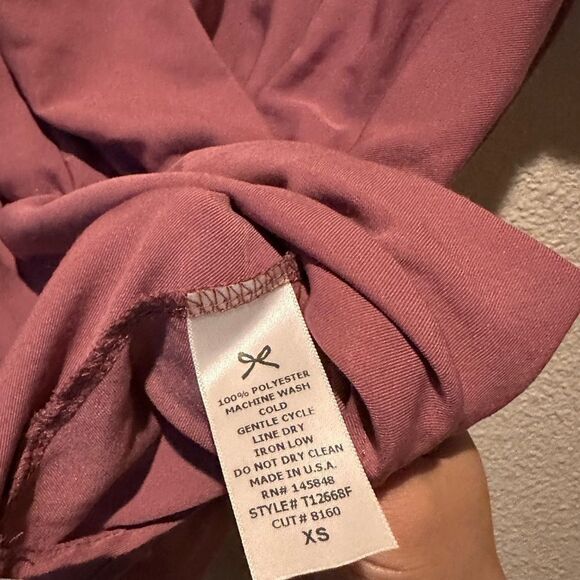 100% POLYESTER
MACHINE WASH
COLD
GENTLE CYCLE
LINE DRY
IRON LOW
DO NOT DRY CLEAN
MADE IN U.S.A.
RN# 145848
STYLE# T12668F
CUT# 8160
XS